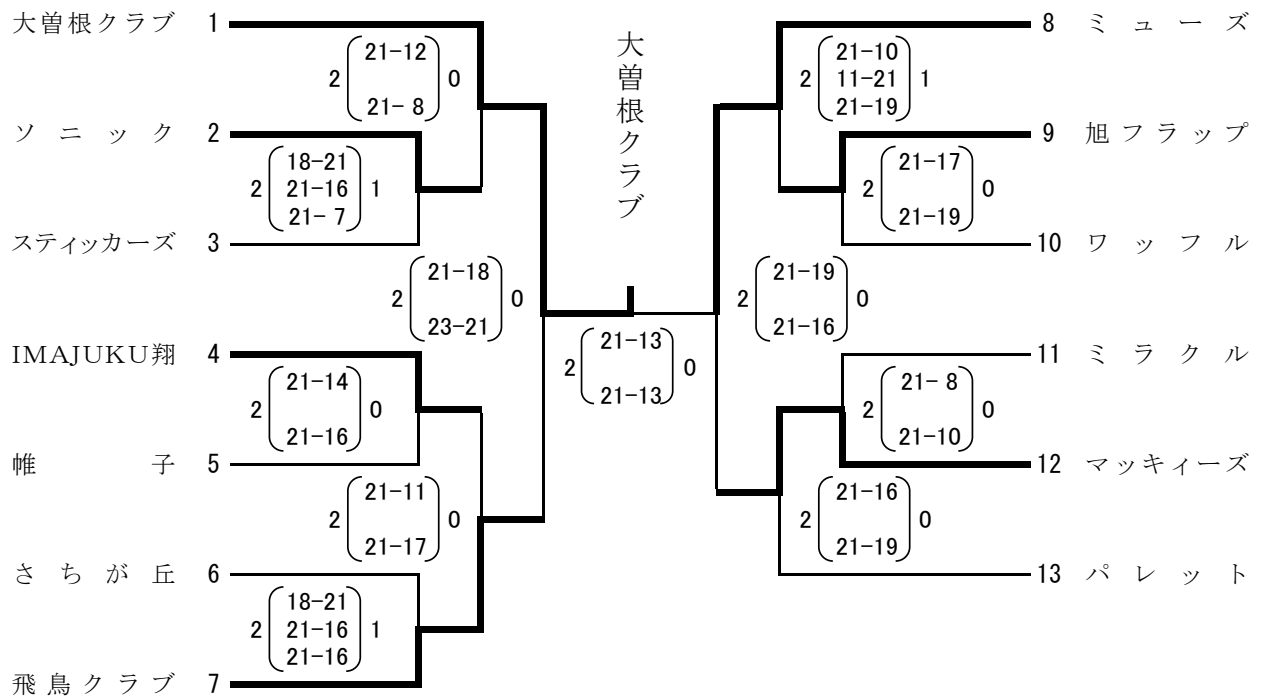 大曽根クラブ 1
21-12
2 0
21- 8
ソニック 2
18-21
2 21-16 1
21- 7
スティッカーズ 3
21-18
2 0
23-21
IMAJUKU翔 4
21-14
2 0
21-16
帷子 5
21-11
2 0
21-17
さちが丘 6
18-21
2 21-16 1
21-16
飛鳥クラブ 7
大曽根クラブ
21-13
2 0
21-13
8 ミューズ
21-10
2 11-21 1
21-19
9 旭フラップ
21-17
2 0
21-19
10 ワッフル
21-19
2 0
21-16
11 ミラクル
21- 8
2 0
21-10
12 マッキィーズ
21-16
2 0
21-19
13 パレット